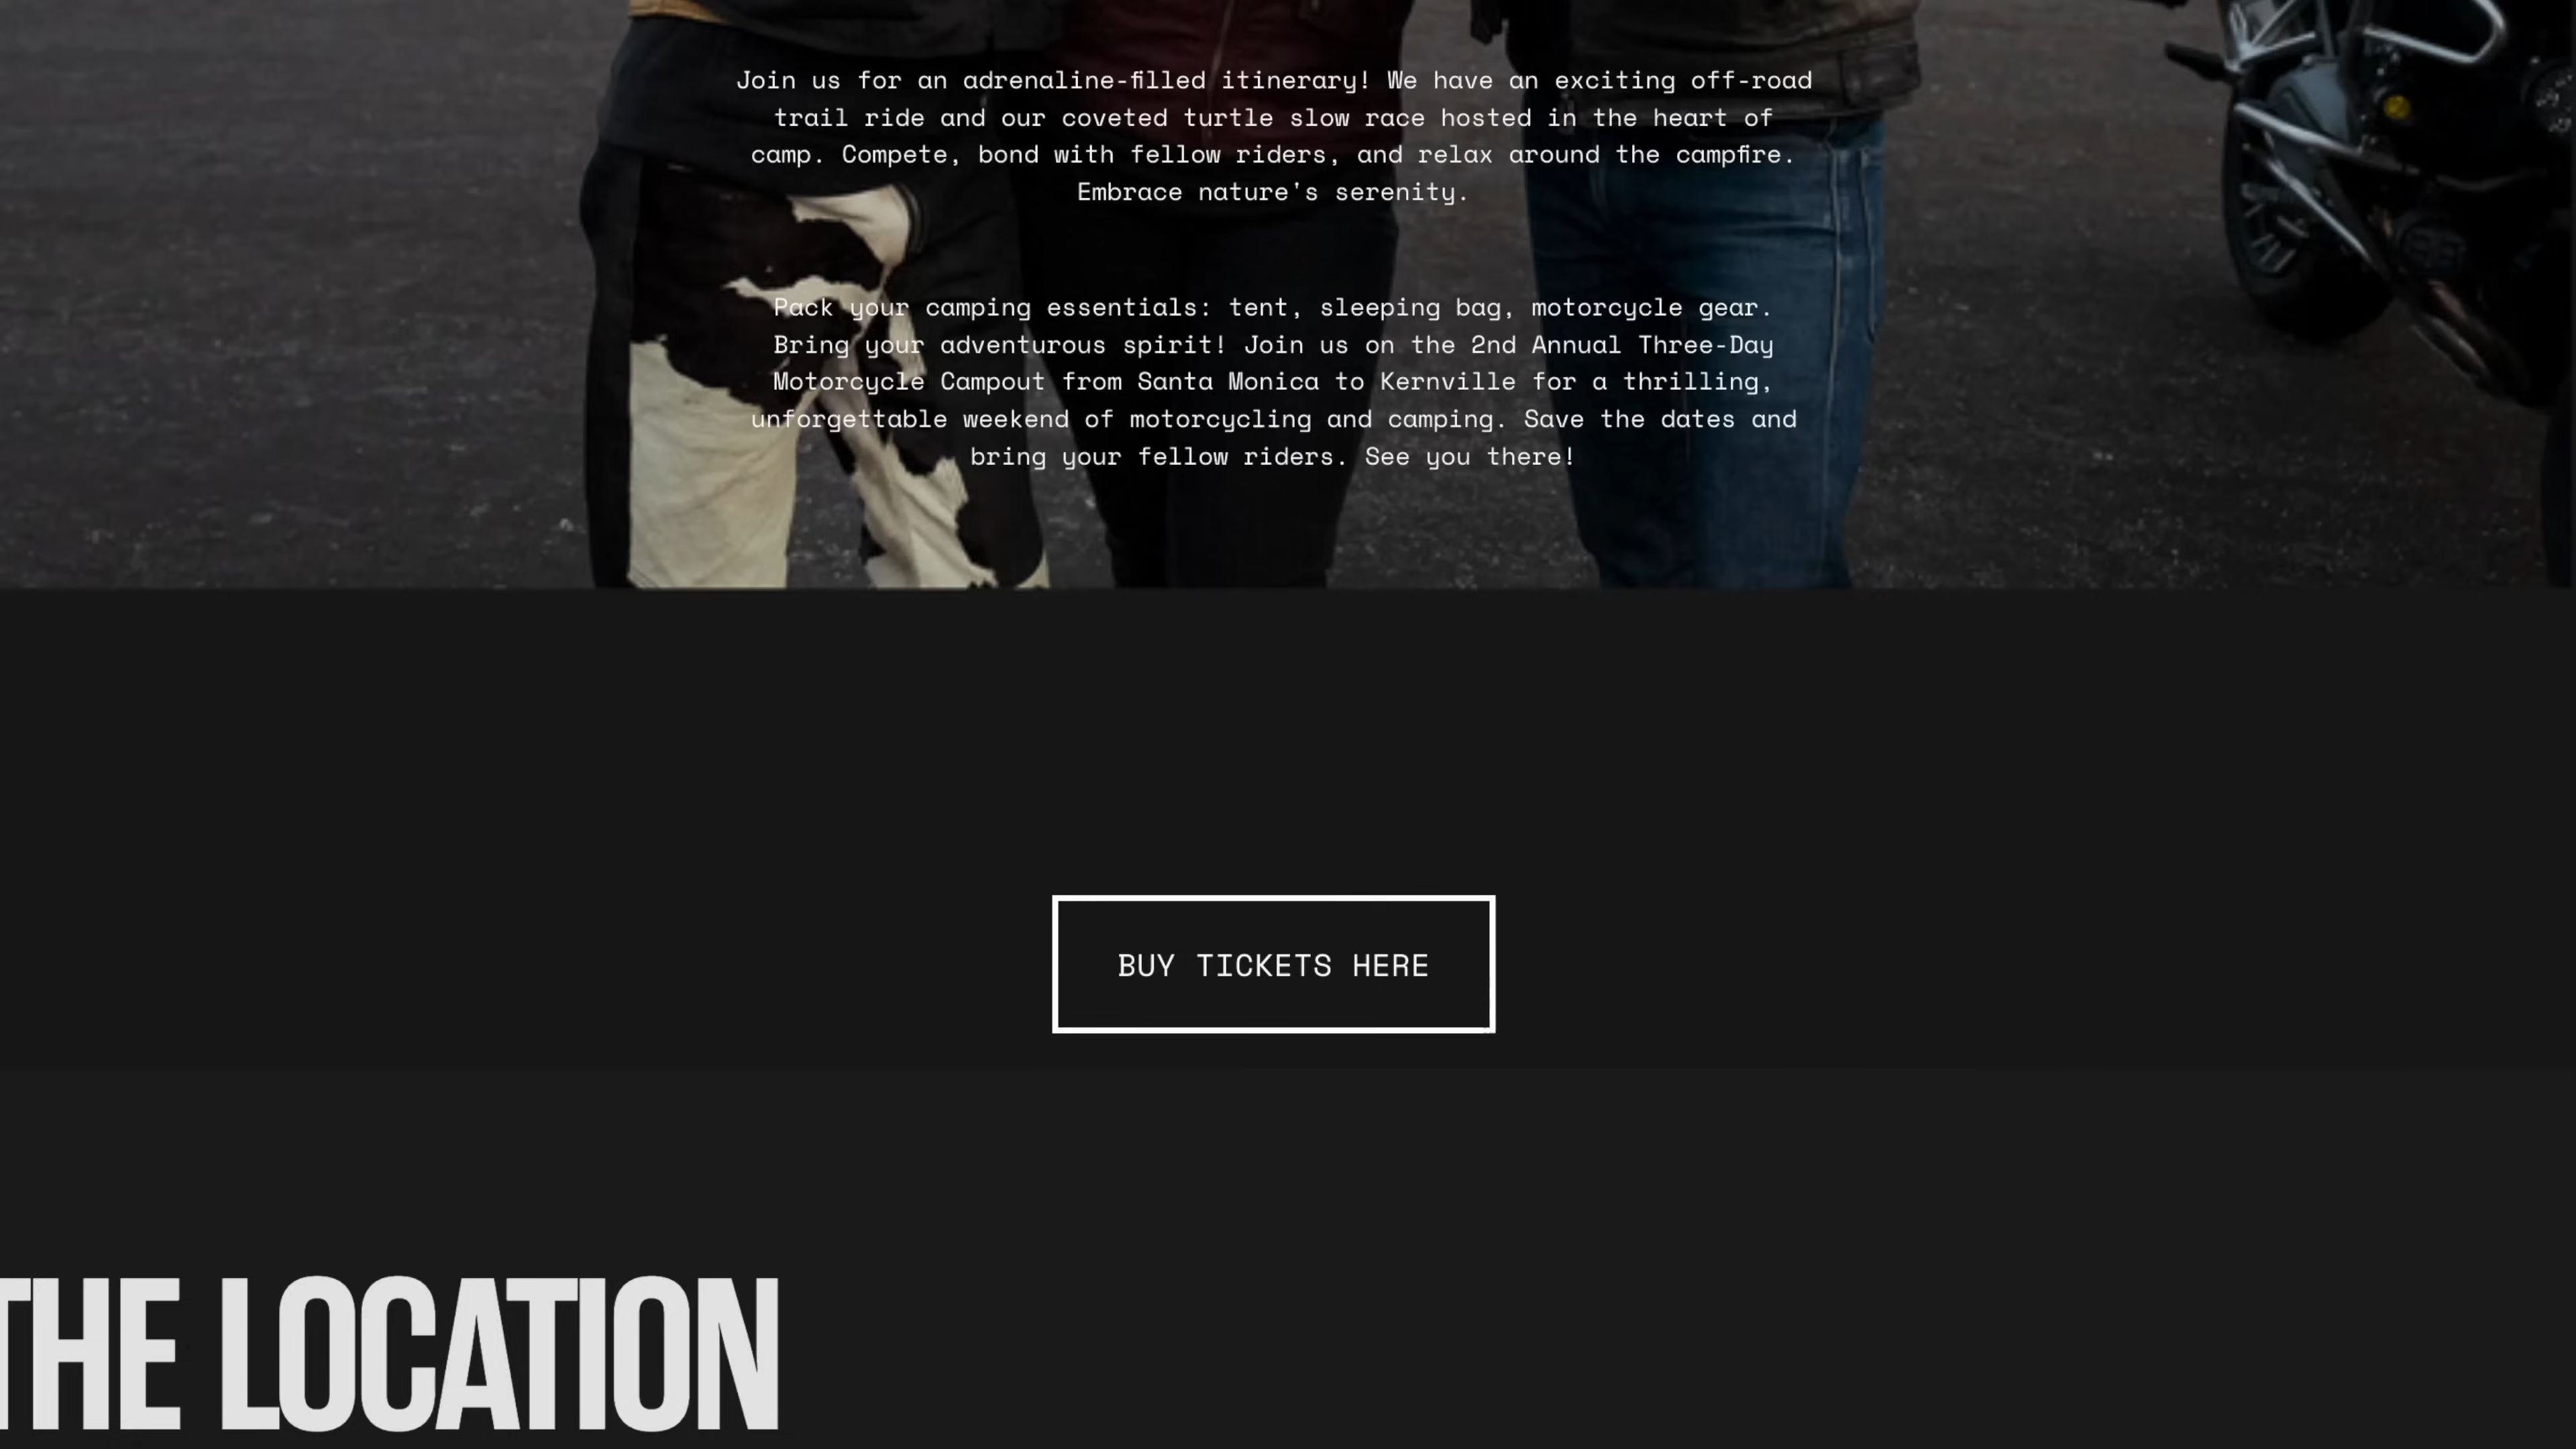 Join us for an adrenaline-filled itinerary! We have an exciting off-road
trail ride and our coveted turtle slow race hosted in the heart of
camp. Compete, bond with fellow riders, and relax around the campfire.
Embrace nature's serenity.
Pack your camping essentials: tent, sleeping bag, motorcycle gear.
Bring your adventurous spirit! Join us on the 2nd Annual Three-Day
Motorcycle Campout from Santa Monica to Kernville for a thrilling,
unforgettable weekend of motorcycling and camping. Save the dates and
bring your fellow riders. See you there!
BUY TICKETS HERE
THE LOCATION